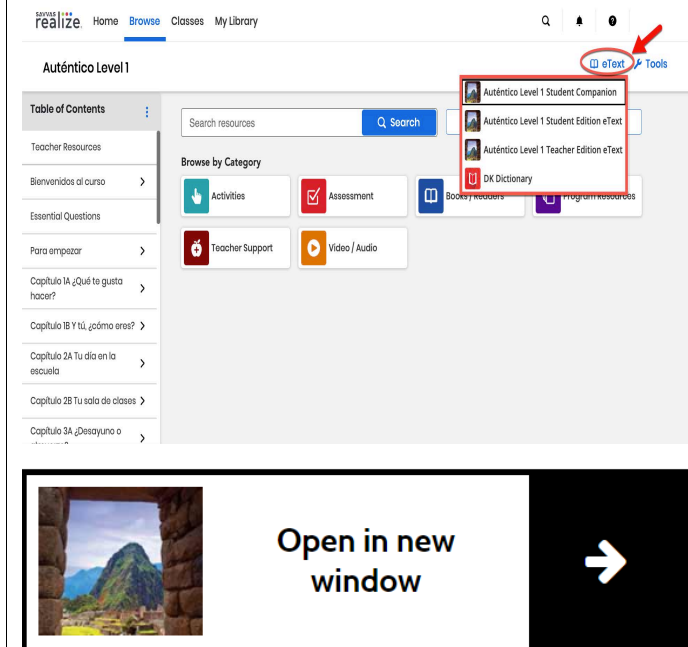 SAVVAS
realize. Home Browse Classes My Library
Auténtico Level 1
eText Tools
Table of Contents
Teacher Resources
Bienvenidos al curso
Essential Questions
Para empezar
Capítulo 1A ¿Qué te gusta
hacer?
Capítulo 1B Y tú, ¿cómo eres?
Capítulo 2A Tu día en la
escuela
Capítulo 2B Tu sala de clases
Capítulo 3A ¿Desayuno o
Search resources
Search
Auténtico Level 1 Student Companion
Auténtico Level 1 Student Edition eText
Auténtico Level 1 Teacher Edition eText
DK Dictionary
Browse by Category
Activities
Assessment
Books / Readers
Program Resources
Teacher Support
Video / Audio
Open in new
window